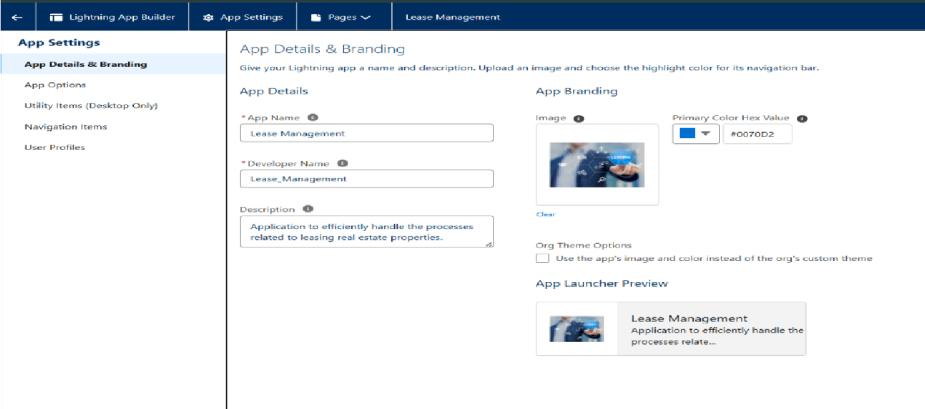 Lightning App Builder
App Settings
Pages
Lease Management
App Settings
App Details & Branding
App Options
Utility Items (Desktop Only)
Navigation Items
User Profiles
App Details & Branding
Give your Lightning app a name and description. Upload an image and choose the highlight color for its navigation bar.
App Details
*App Name
Lease Management
*Developer Name
Lease_Management
Description
Application to efficiently handle the processes
related to leasing real estate properties.
App Branding
Image
Primary Color Hex Value
#0070D2
Clear
Org Theme Options
Use the app's image and color instead of the org's custom theme
App Launcher Preview
Lease Management
Application to efficiently handle the
processes relate...